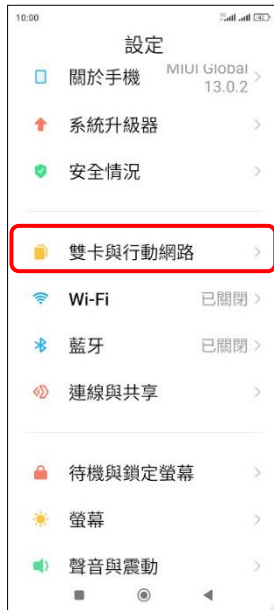 10:00
設定
關於手機
MIUI Global
13.0.2
系統升級器
安全情況
雙卡與行動網路
Wi-Fi
已關閉
藍牙
已關閉
連線與共享
待機與鎖定螢幕
螢幕
聲音與震動